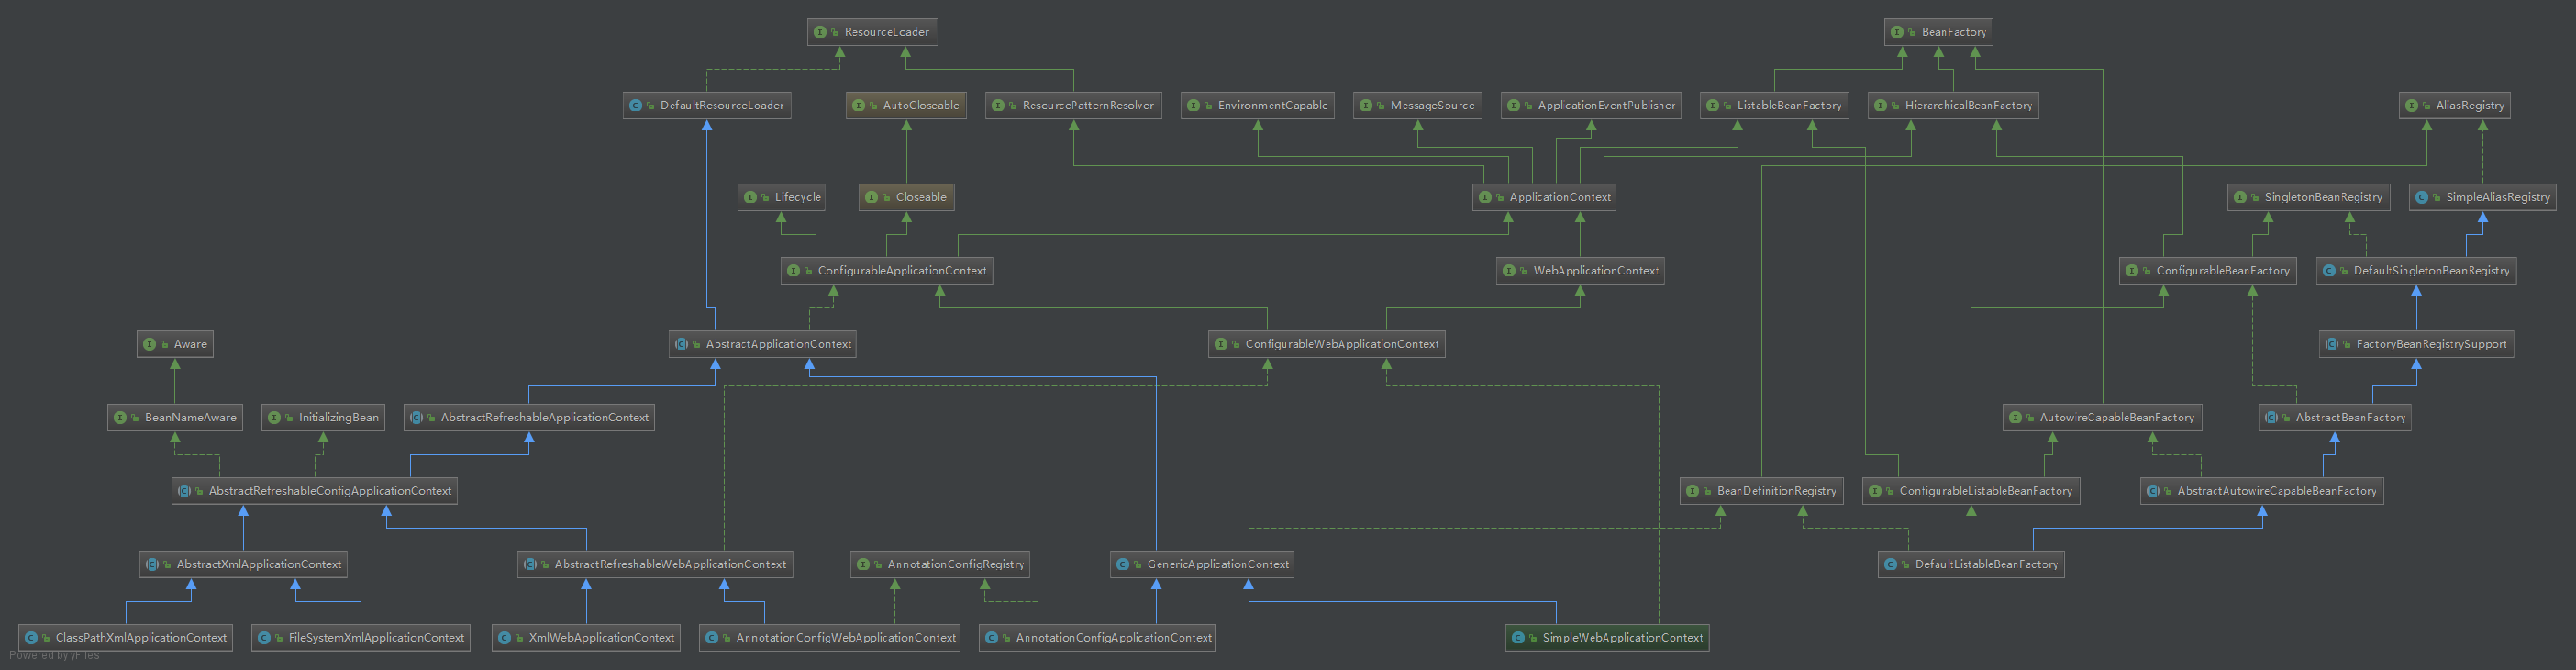 ResourceLoader
BeanFactory
DefaultResourceLoader
AutoCloseable
ResourcePatternResolver
EnvironmentCapable
MessageSource
ApplicationEventPublisher
ListableBeanFactory
HierarchicalBeanFactory
AliasRegistry
Lifecycle
Closeable
ApplicationContext
SingletonBeanRegistry
SimpleAliasRegistry
ConfigurableApplicationContext
WebApplicationContext
ConfigurableBeanFactory
DefaultSingletonBeanRegistry
Aware
AbstractApplicationContext
ConfigurableWebApplicationContext
FactoryBeanRegistrySupport
BeanNameAware
InitializingBean
AbstractRefreshableApplicationContext
AutowireCapableBeanFactory
AbstractBeanFactory
AbstractRefreshableConfigApplicationContext
BeanDefinitionRegistry
ConfigurableListableBeanFactory
AbstractAutowireCapableBeanFactory
AbstractXmlApplicationContext
AbstractRefreshableWebApplicationContext
AnnotationConfigRegistry
GenericApplicationContext
DefaultListableBeanFactory
ClassPathXmlApplicationContext
FileSystemXmlApplicationContext
XmlWebApplicationContext
AnnotationConfigWebApplicationContext
AnnotationConfigApplicationContext
SimpleWebApplicationContext
Powered by yFiles